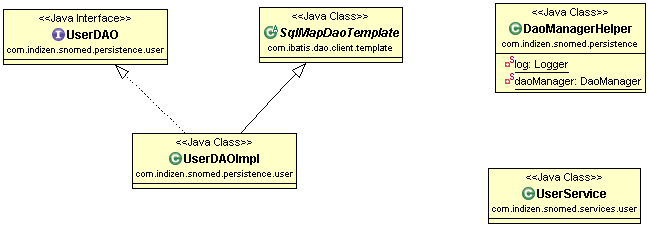 <<Java Interface>>
UserDAO
com.indizen.snomed.persistence.user
<<Java Class>>
SqlMapDaoTemplate
com.ibatis.dao.client.template
<<Java Class>>
DaoManagerHelper
com.indizen.snomed.persistence
log: Logger
daoManager: DaoManager
<<Java Class>>
UserDAOImpl
com.indizen.snomed.persistence.user
<<Java Class>>
UserService
com.indizen.snomed.services.user